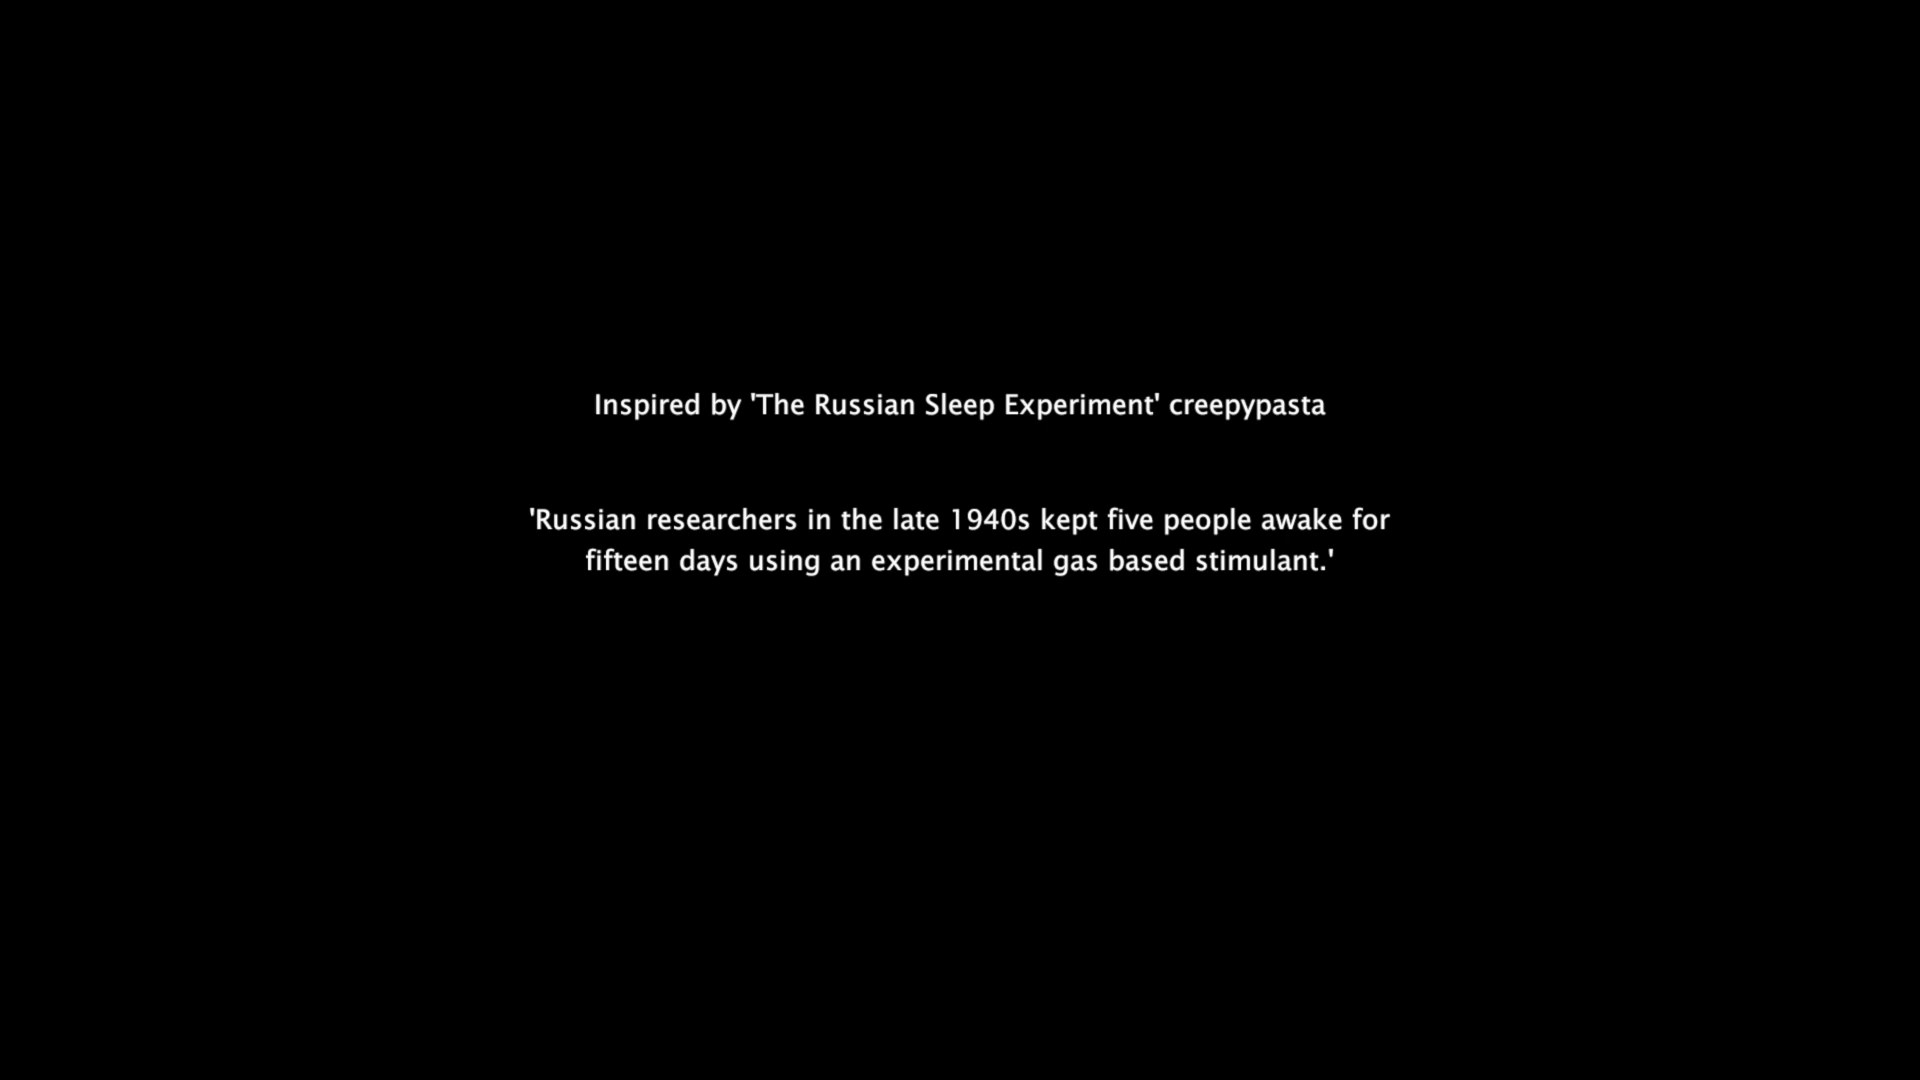 Inspired by 'The Russian Sleep Experiment' creepypasta
'Russian researchers in the late 1940s kept five people awake for
fifteen days using an experimental gas based stimulant.'